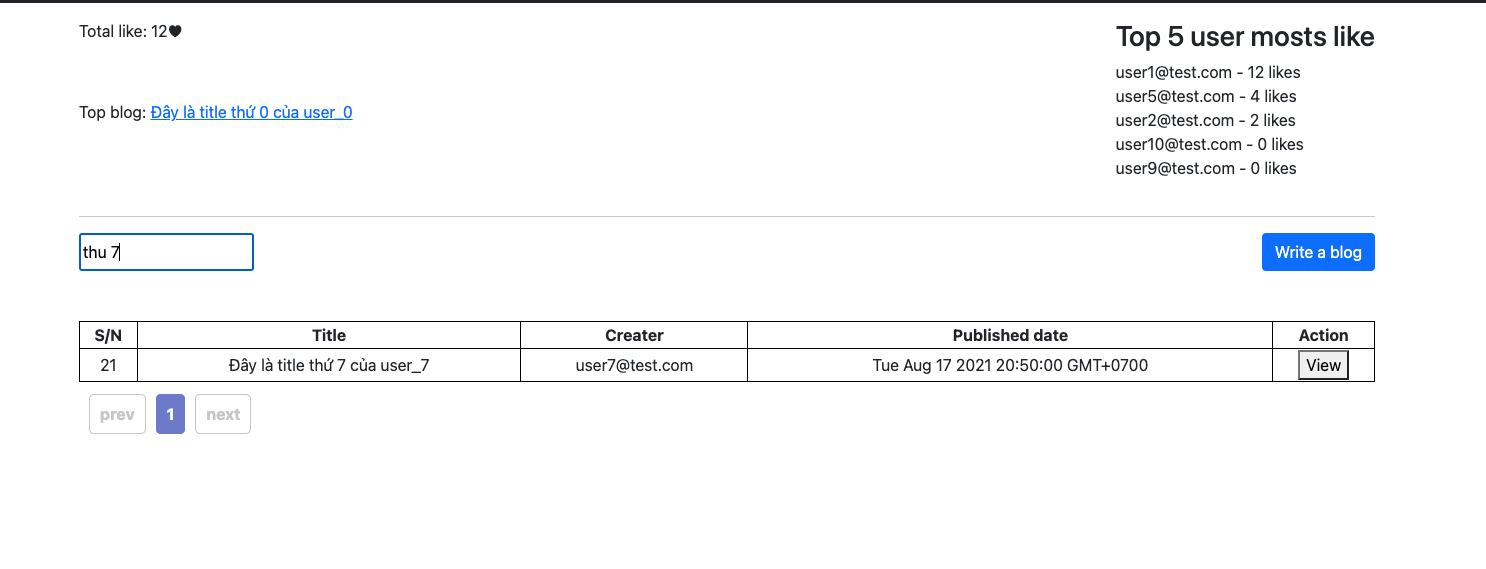 Total like: 12♥
Top blog: Đây là title thứ 0 của user_0
Top 5 user mosts like
user1@test.com - 12 likes
user5@test.com - 4 likes
user2@test.com - 2 likes
user10@test.com - 0 likes
user9@test.com - 0 likes
thu 7
Write a blog
S/N Title Creater Published date Action
21 Đây là title thứ 7 của user_7 user7@test.com Tue Aug 17 2021 20:50:00 GMT+0700 View
prev 1 next